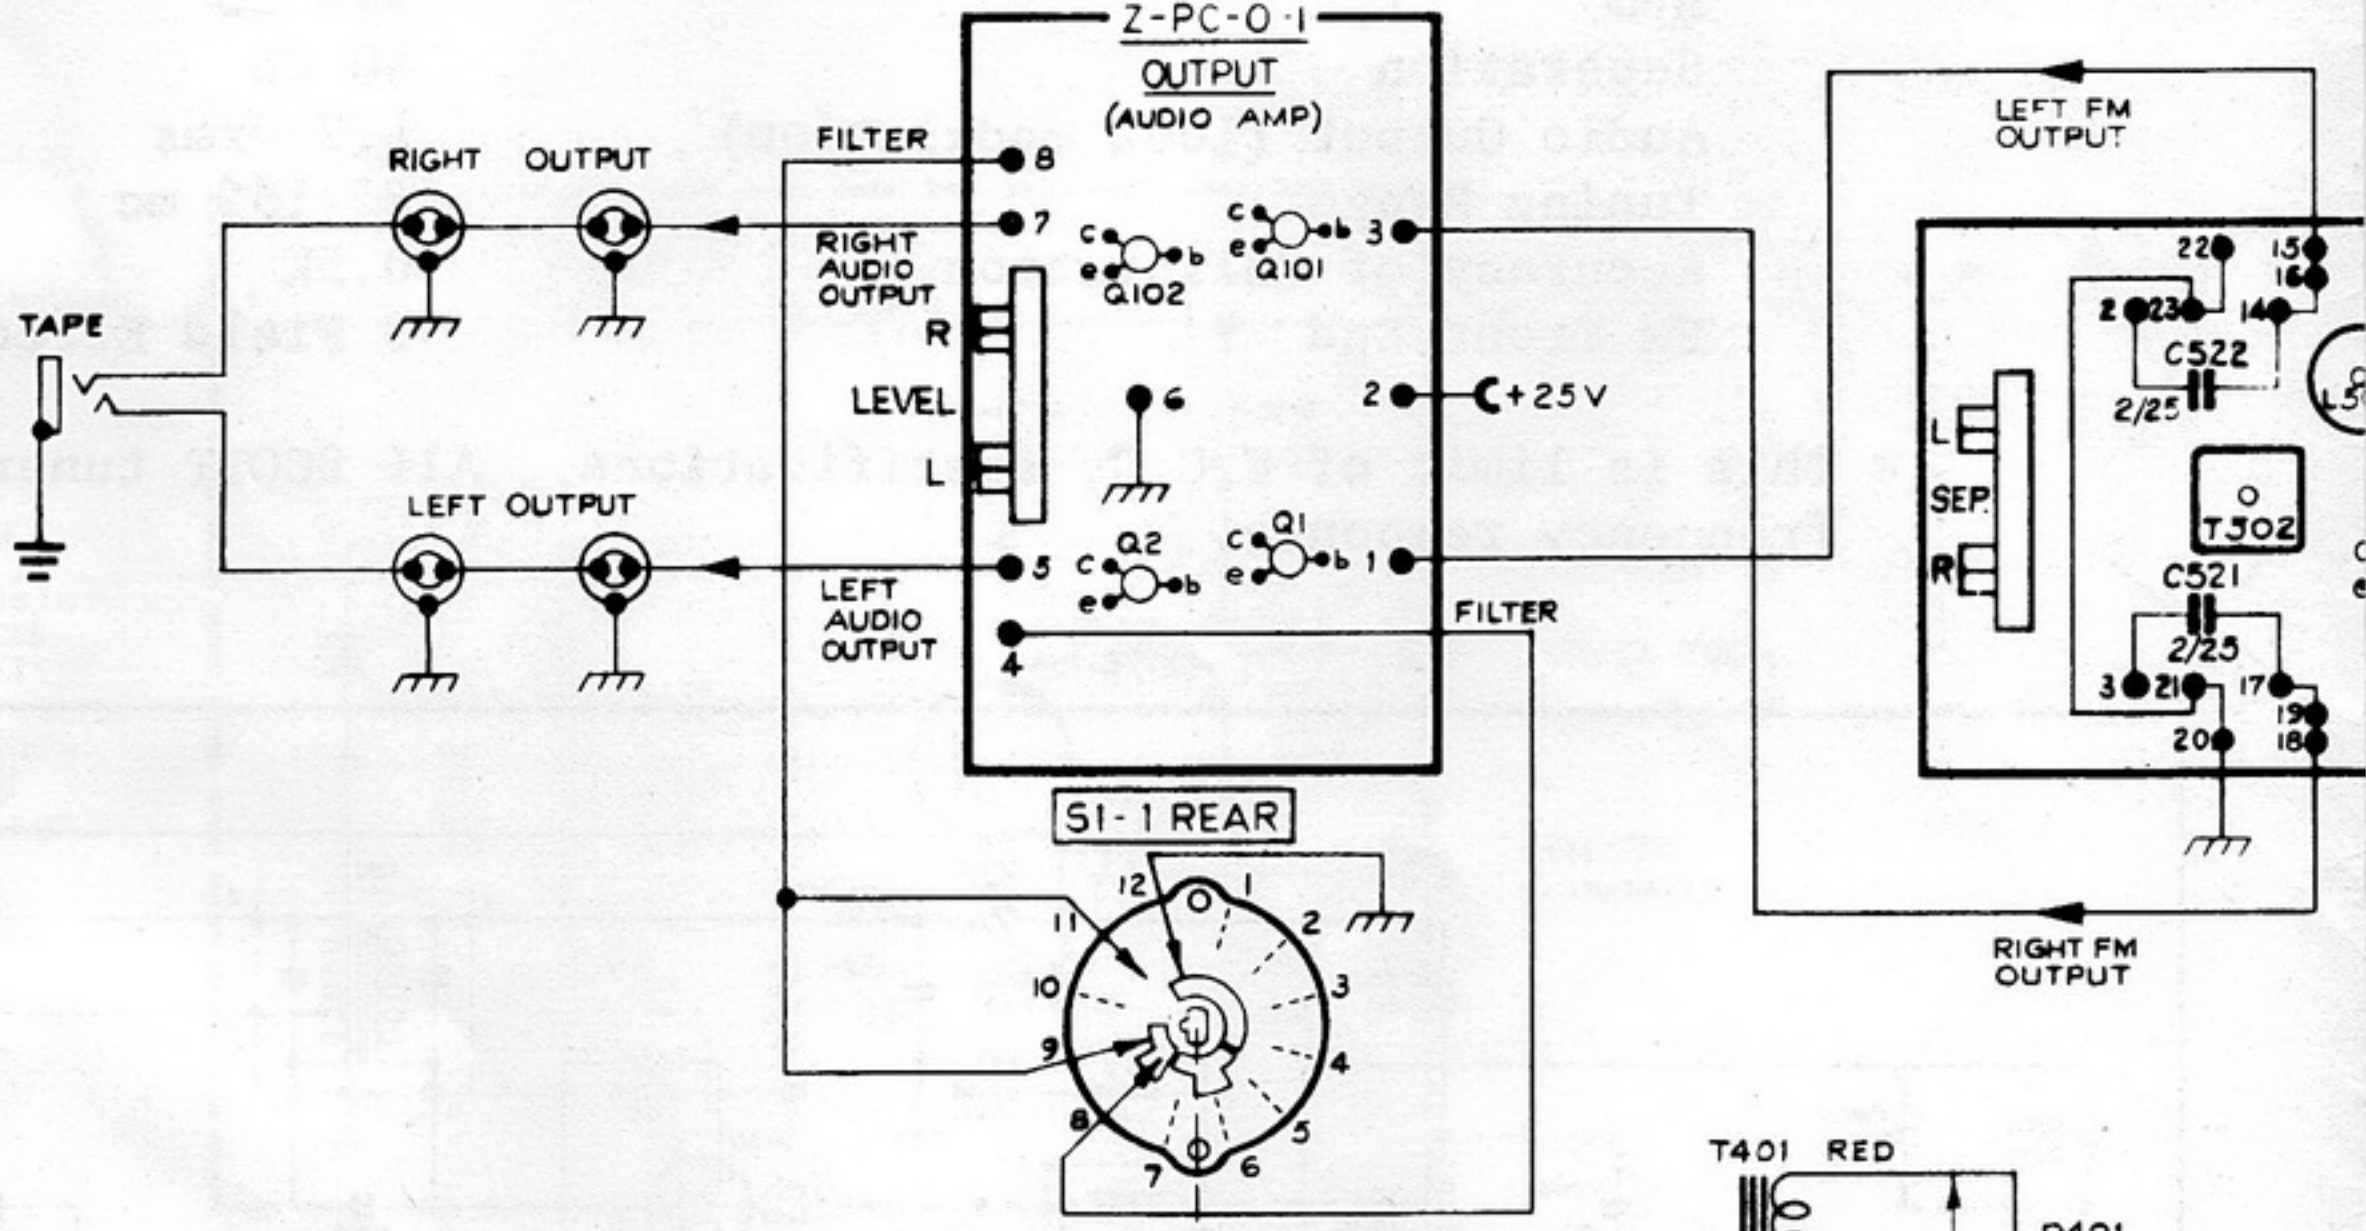 Z-PC-O-1
OUTPUT
(AUDIO AMP)
FILTER
8
RIGHT OUTPUT
7
RIGHT
AUDIO
OUTPUT
c
e
b
Q102
c
e
b
Q101
3
R
LEVEL
L
6
2
+25V
TAPE
LEFT OUTPUT
5
LEFT
AUDIO
OUTPUT
4
Q2
c
e
b
Q1
c
e
b
1
FILTER
LEFT FM
OUTPUT
22
15
16
2
23
14
C522
2/25
L
SEP.
R
T502
C521
2/25
3
21
17
19
20
18
RIGHT FM
OUTPUT
S1-1 REAR
12
1
11
2
10
3
9
4
8
5
7
6
T401 RED